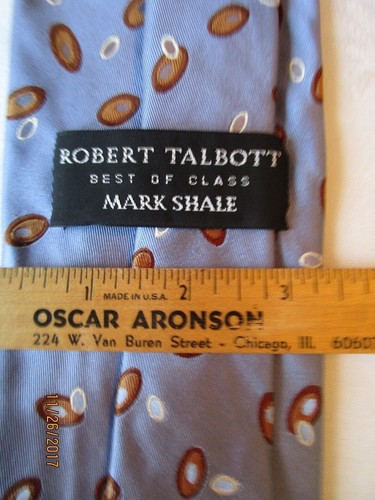 ROBERT TALBOTT
BEST OF CLASS
MARK SHALE
1 MADE IN U.S.A. 2 3
OSCAR ARONSON
224 W. Van Buren Street - Chicago, Ill. 60607
11/26/2017